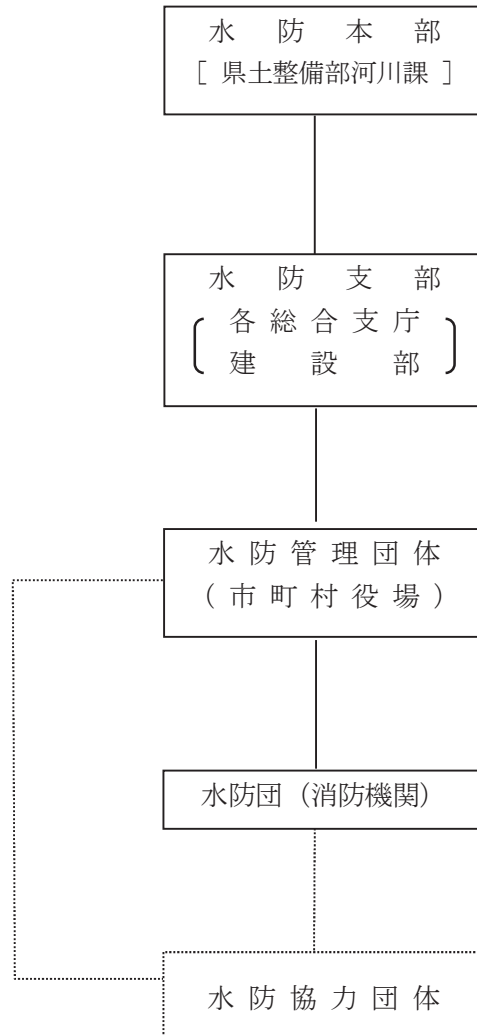 水防本部
[ 県土整備部河川課 ]
水防支部
各総合支庁
建設部
水防管理団体
(市町村役場)
水防団(消防機関)
水防協力団体